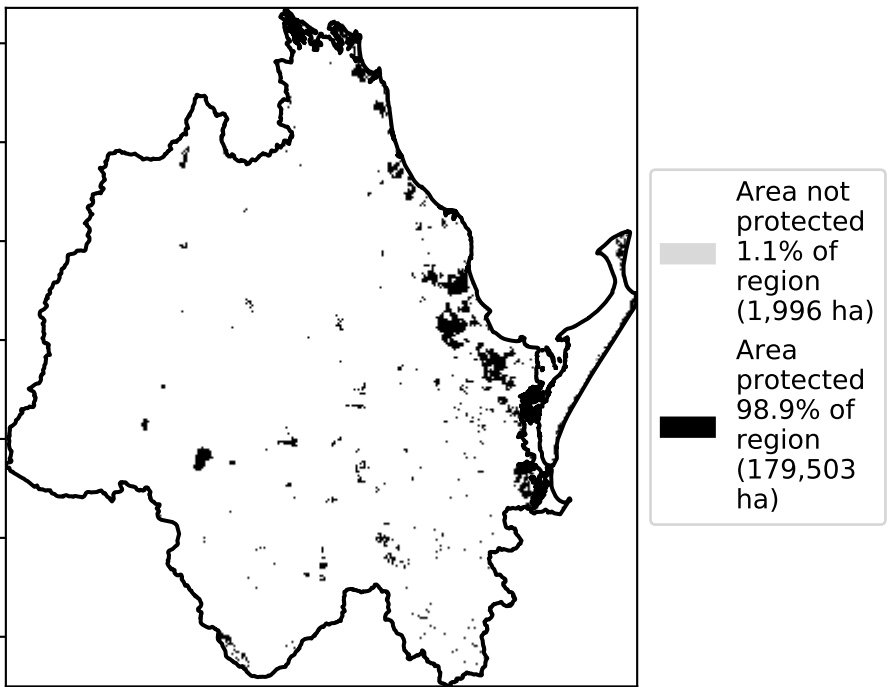 Area not
protected
1.1% of
region
(1,996 ha)
Area
protected
98.9% of
region
(179,503
ha)